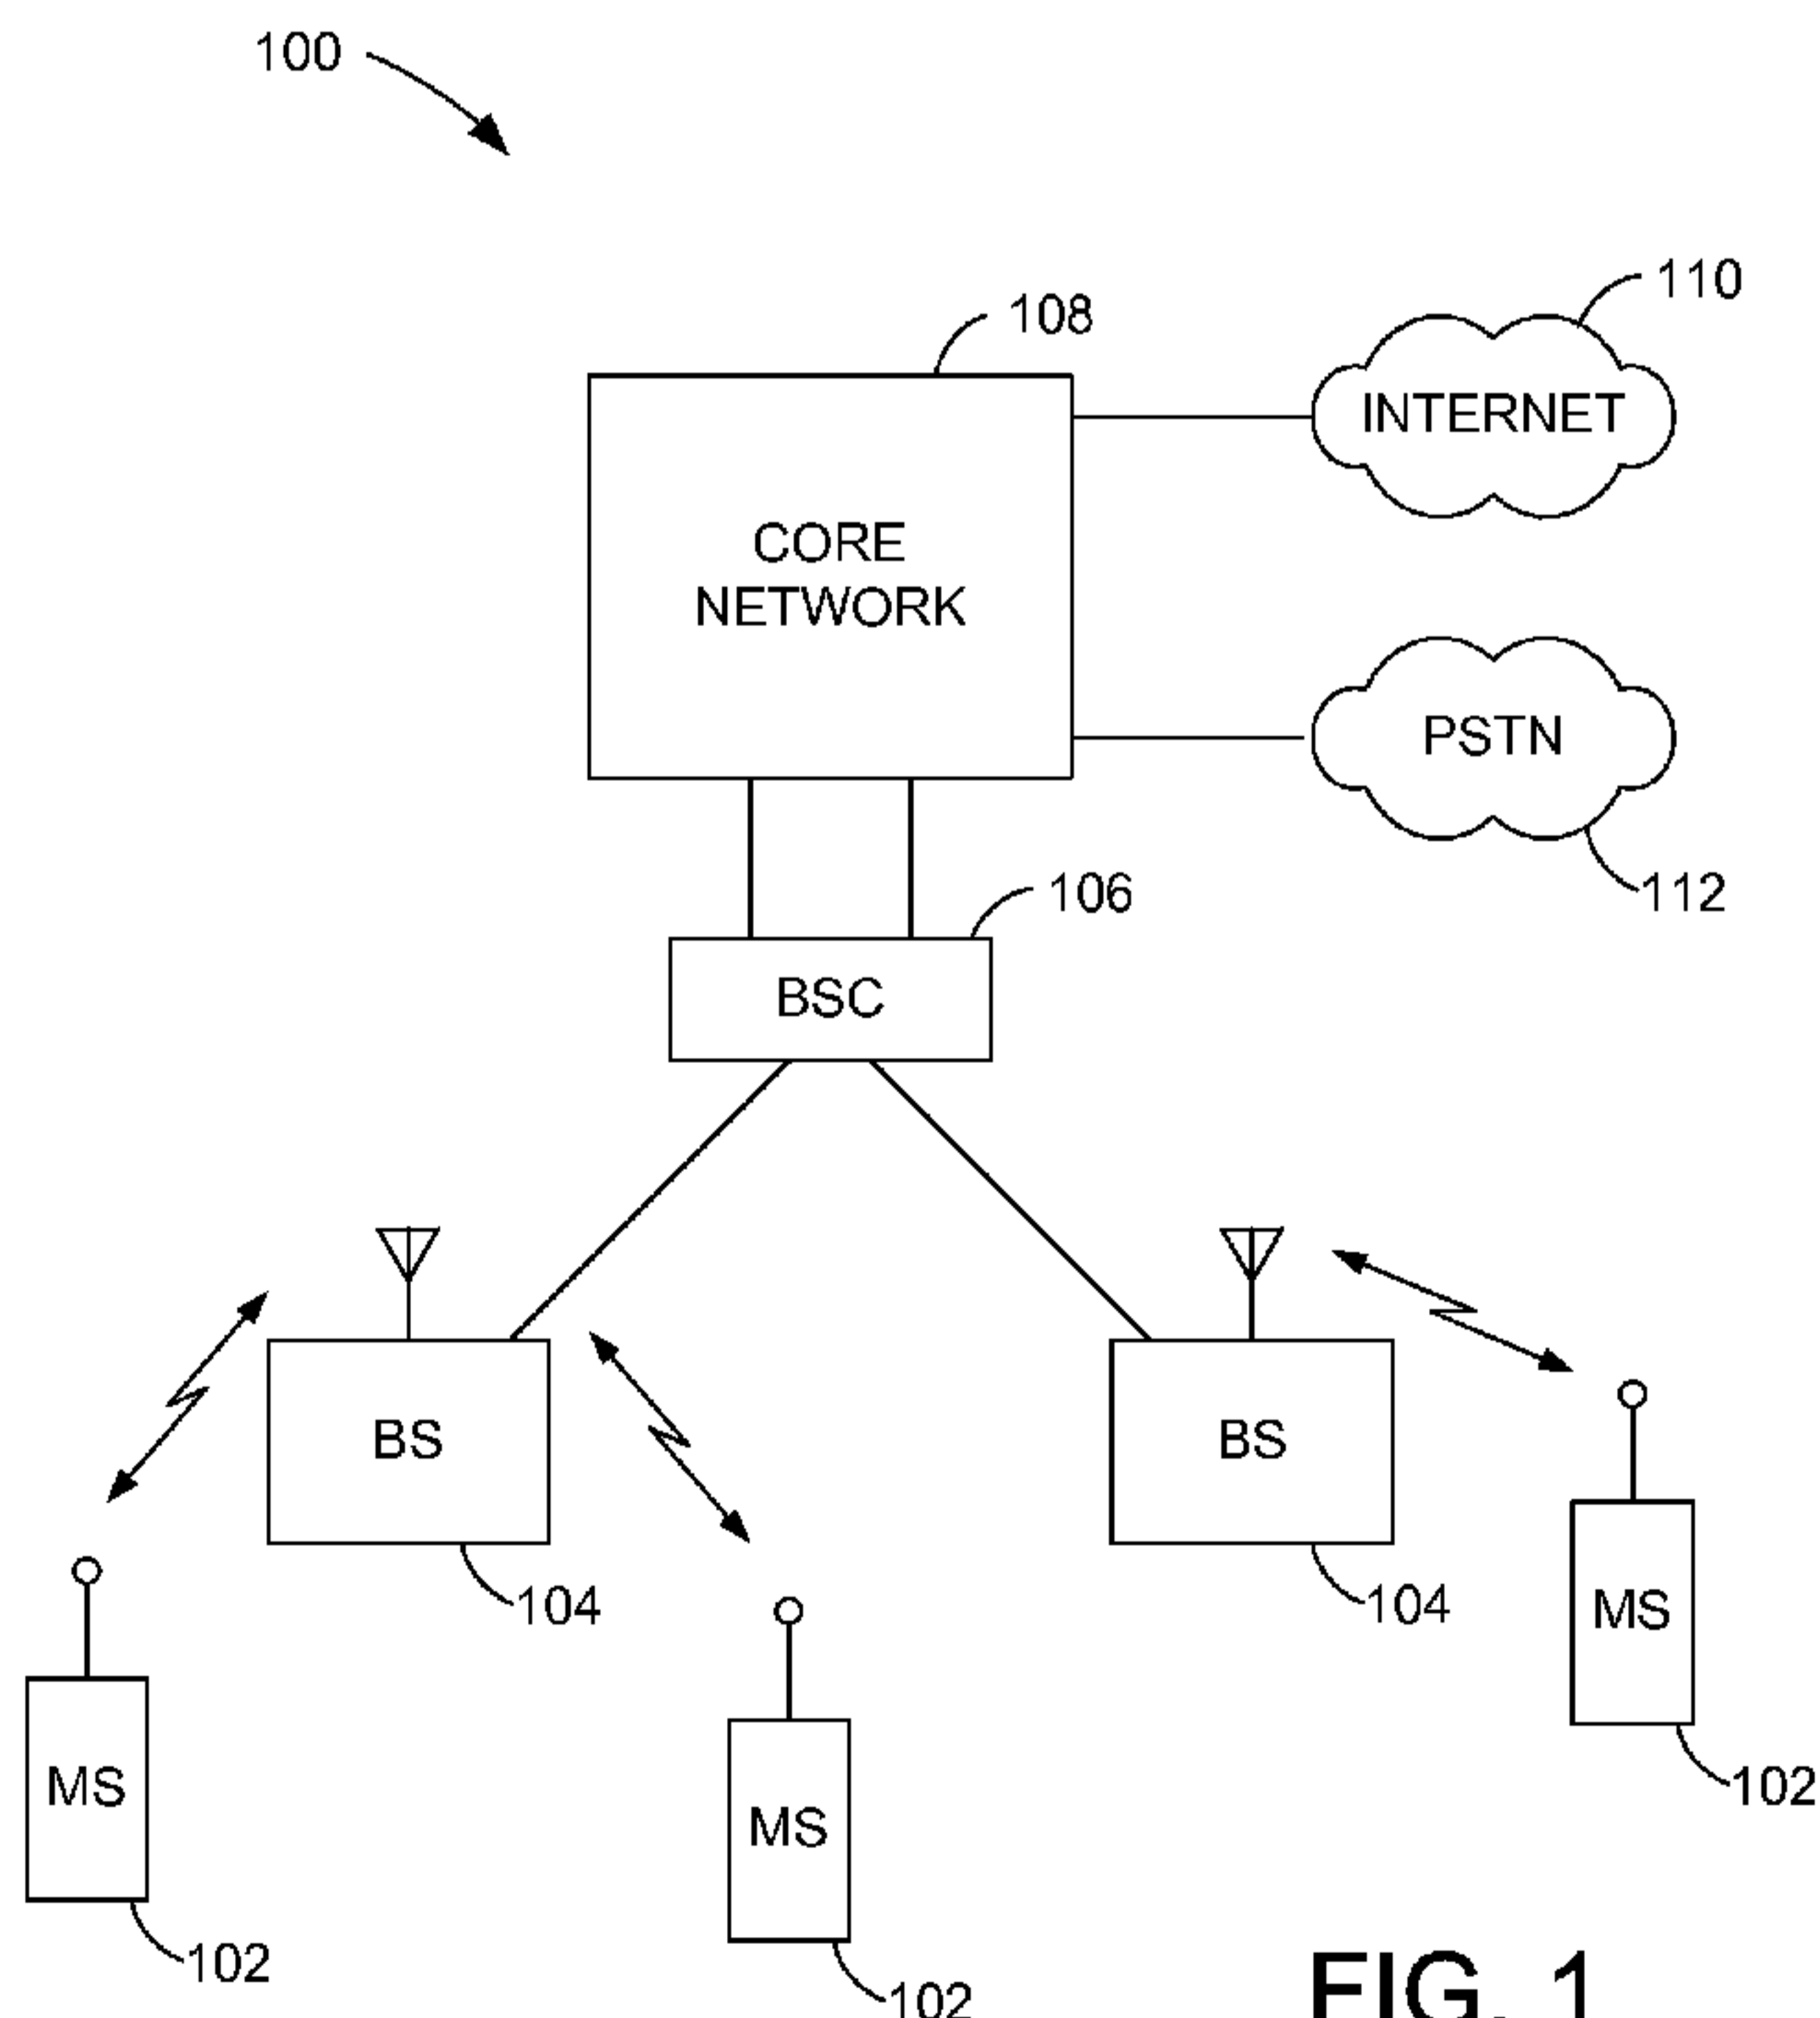 100
110
108
INTERNET
CORE
NETWORK
PSTN
112
106
BSC
BS
BS
104
104
MS
102
MS
MS
102
102
FIG. 1